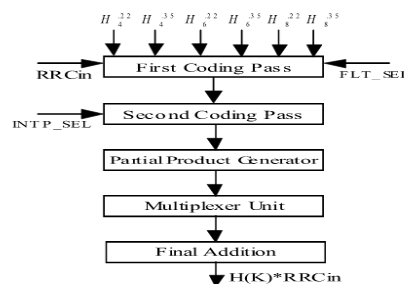 H₄^.22 H₄^.35 H₆^.22 H₆^.35 H₈^.22 H₈^.35
First Coding Pass
RRCin
FLT_SEL
Second Coding Pass
INTP_SEL
Partial Product Generator
Multiplexer Unit
Final Addition
H(K)*RRCin